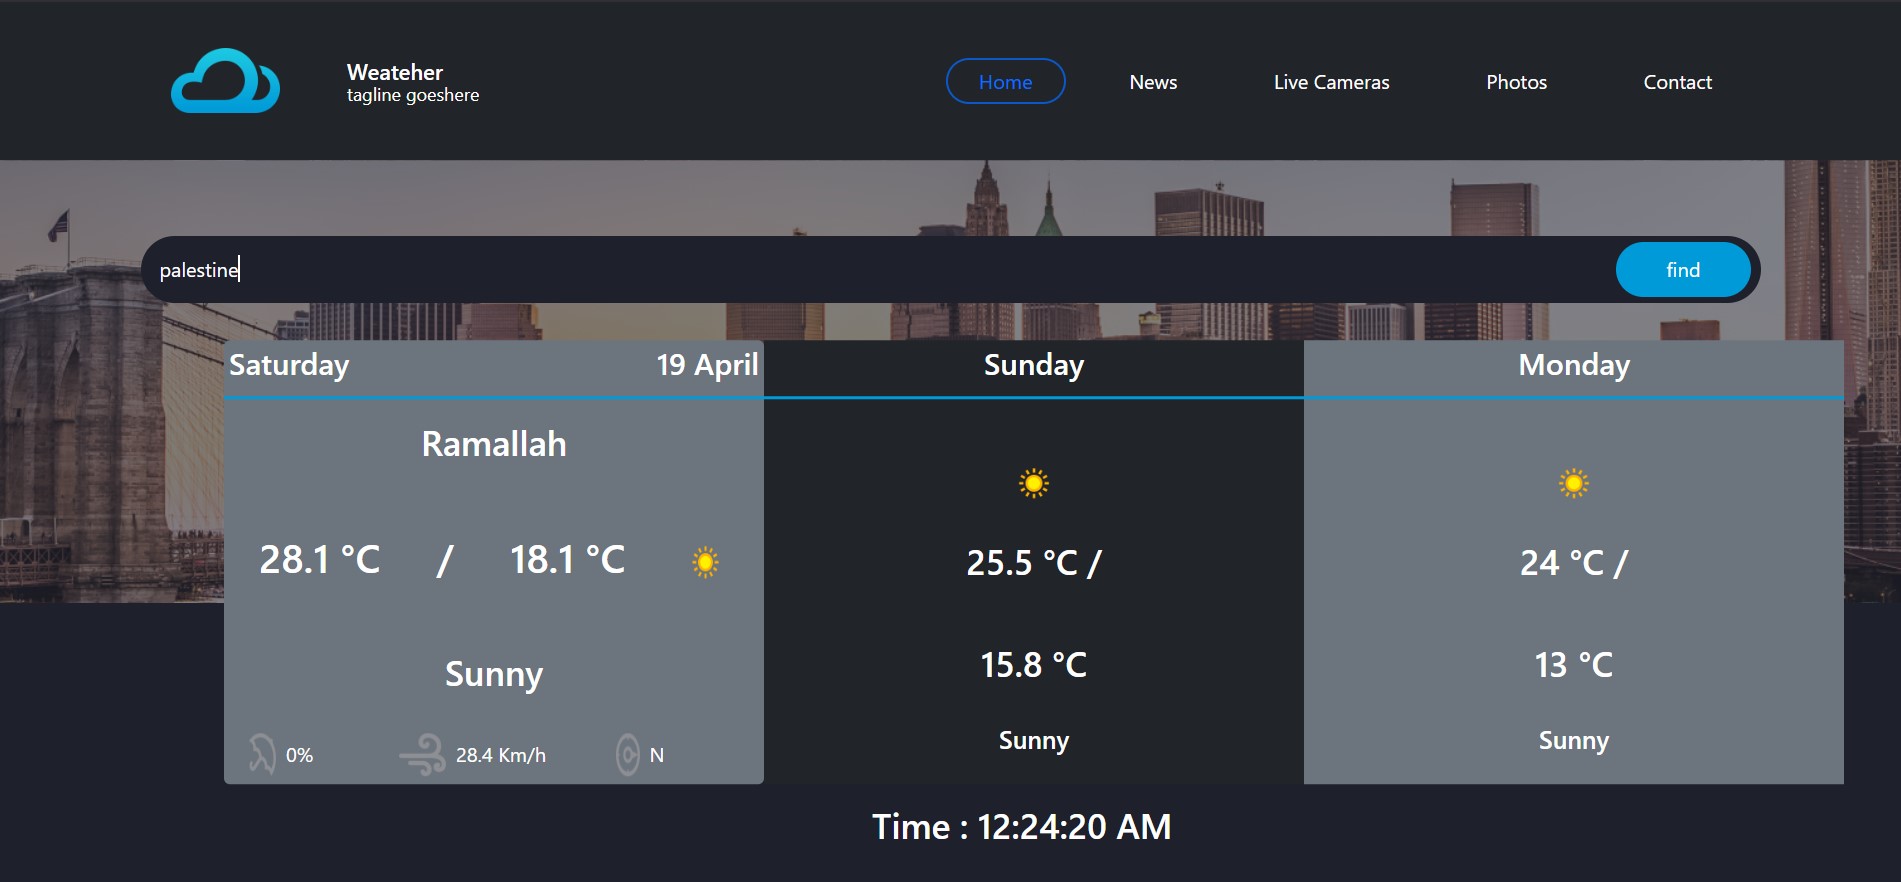 Weateher
tagline goeshere
Home News Live Cameras Photos Contact
palestine find
Saturday 19 April
Ramallah
28.1 °C / 18.1 °C
Sunny
0% 28.4 Km/h N
Sunday
25.5 °C /
15.8 °C
Sunny
Monday
24 °C /
13 °C
Sunny
Time : 12:24:20 AM